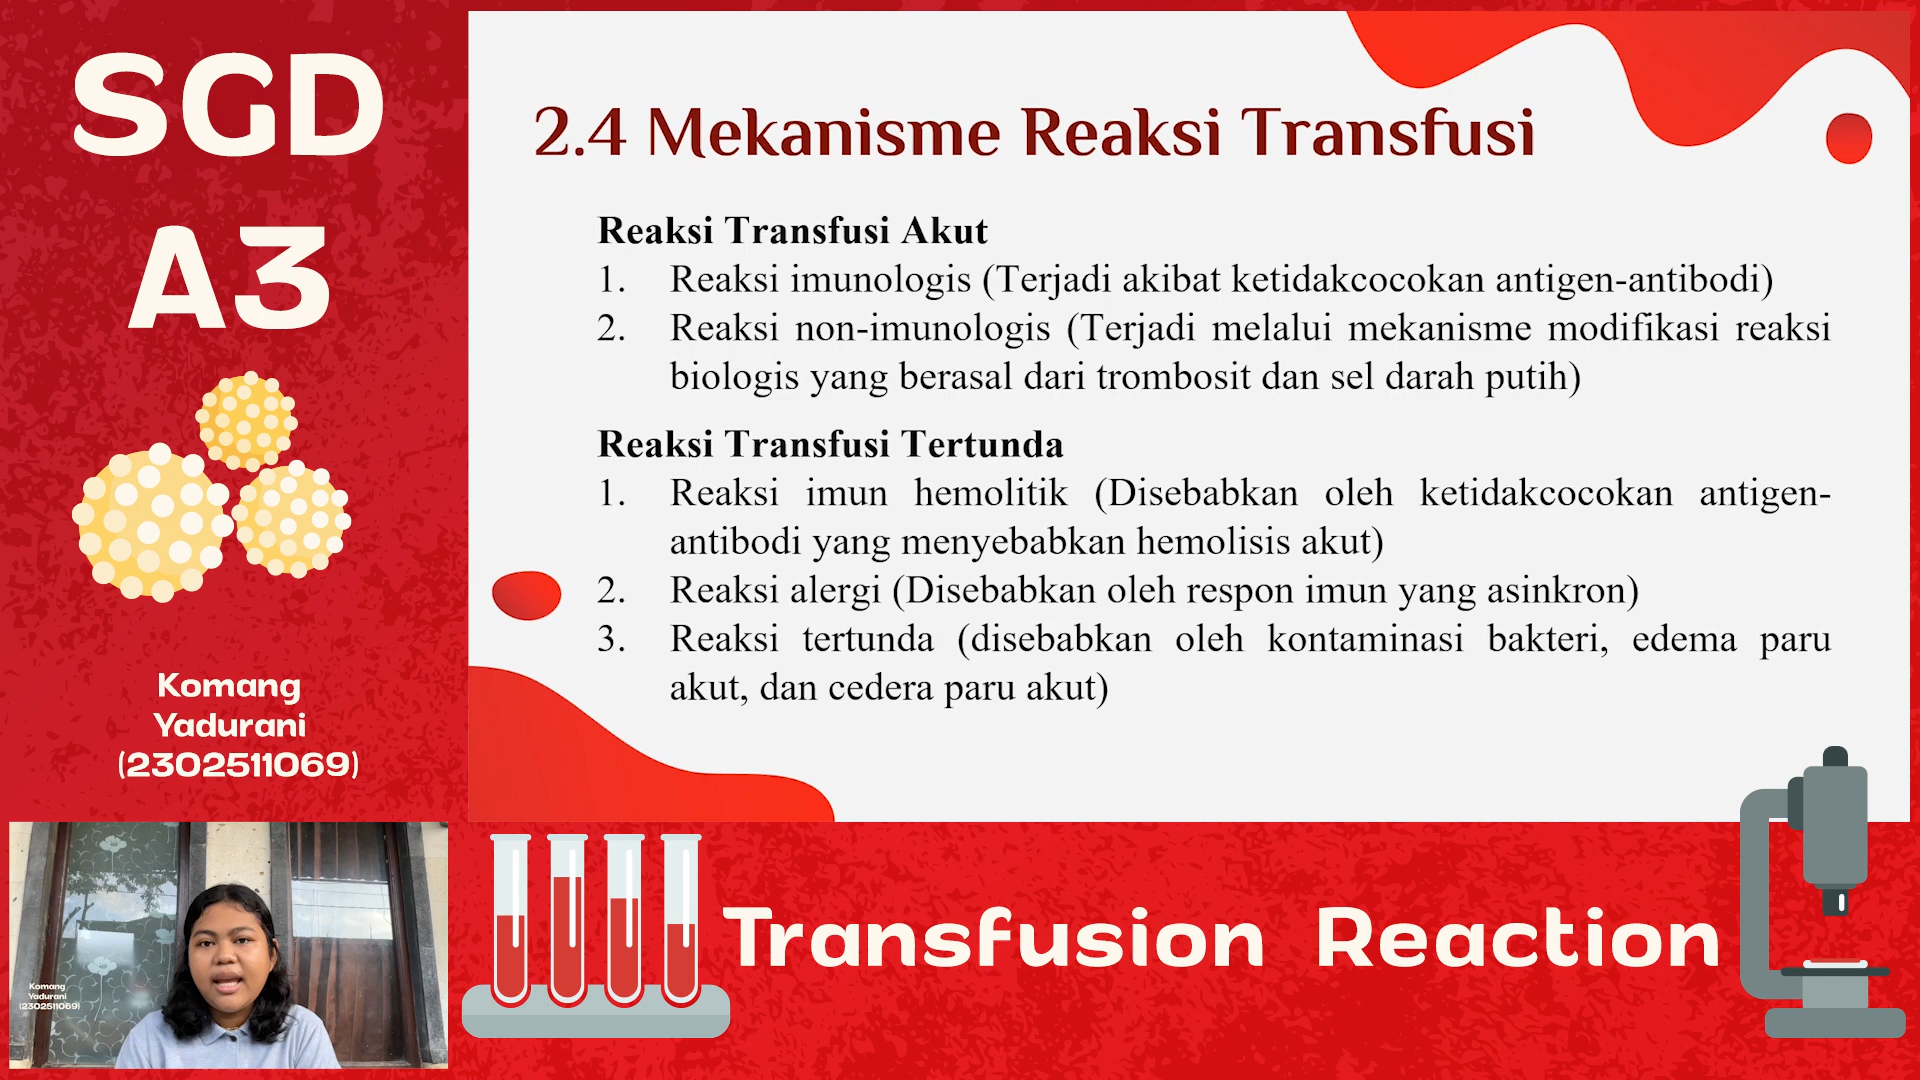 SGD
A3
Komang
Yadurani
(2302511069)
2.4 Mekanisme Reaksi Transfusi
Reaksi Transfusi Akut
1. Reaksi imunologis (Terjadi akibat ketidakcocokan antigen-antibodi)
2. Reaksi non-imunologis (Terjadi melalui mekanisme modifikasi reaksi
biologis yang berasal dari trombosit dan sel darah putih)
Reaksi Transfusi Tertunda
1. Reaksi imun hemolitik (Disebabkan oleh ketidakcocokan antigen-
antibodi yang menyebabkan hemolisis akut)
2. Reaksi alergi (Disebabkan oleh respon imun yang asinkron)
3. Reaksi tertunda (disebabkan oleh kontaminasi bakteri, edema paru
akut, dan cedera paru akut)
Komang
Yadurani
(2302511069)
Transfusion Reaction